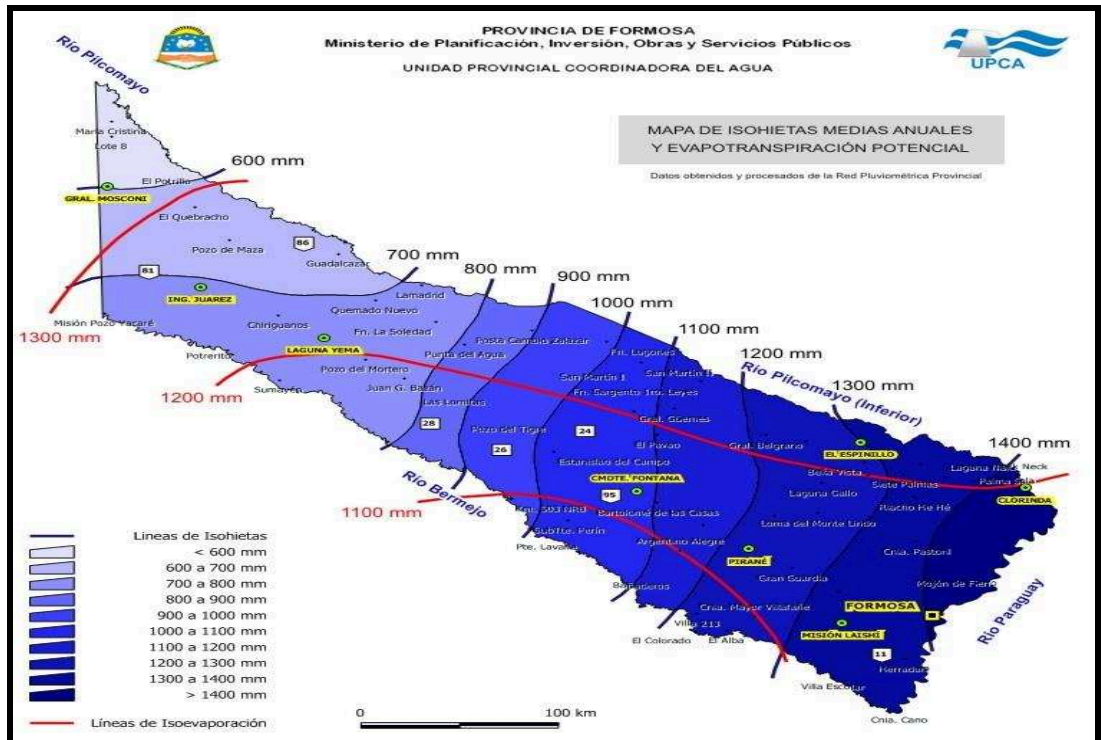 PROVINCIA DE FORMOSA
Ministerio de Planificación, Inversión, Obras y Servicios Públicos
UNIDAD PROVINCIAL COORDINADORA DEL AGUA
UPCA
MAPA DE ISOHIETAS MEDIAS ANUALES
Y EVAPOTRANSPIRACIÓN POTENCIAL
Datos obtenidos y procesados de la Red Pluviométrica Provincial
Río Pilcomayo
María Cristina
Lote 8
600 mm
El Potrillo
GRAL. MOSCONI
El Quebracho
86
Pozo de Maza
Guadalcazar
700 mm
800 mm
900 mm
81
ING. JUAREZ
Lamadrid
1000 mm
Quemado Nuevo
Misión Pozo Yacaré
Chiriguanos
Fn. La Soledad
1300 mm
1100 mm
LAGUNA YEMA
Posta Cambio Zalazar
Potrerito
Punta del Agua
Fn. Lugones
1200 mm
Pozo del Mortero
San Martín I
San Martín II
Río Pilcomayo (Inferior)
Sumayén
Juan G. Bazán
Fn. Sargento 1ro. Leyes
1200 mm
Las Lomitas
1300 mm
28
Pozo del Tigre
24
Gral. Güemes
26
El Pavao
Gral. Belgrano
EL ESPINILLO
1400 mm
Río Bermejo
Estanislao del Campo
Bella Vista
Laguna Naik Neck
CMDTE. FONTANA
Siete Palmas
Palma Sola
1100 mm
95
Laguna Gallo
CLORINDA
Km. 503 NRB
Bartolomé de las Casas
Riacho He Hé
SubTte. Perín
Loma del Monte Lindo
Pte. Lavalle
Argentino Alegre
PIRANÉ
Cnia. Pastoril
Gran Guardia
Mojón de Fierro
Cnia. Mayor Villafañe
FORMOSA
Río Paraguay
Villa 213
MISIÓN LAISHÍ
El Colorado
El Alba
11
Herradura
Villa Escolar
Cnia. Cano
Lineas de Isohietas
< 600 mm
600 a 700 mm
700 a 800 mm
800 a 900 mm
900 a 1000 mm
1000 a 1100 mm
1100 a 1200 mm
1200 a 1300 mm
1300 a 1400 mm
> 1400 mm
Líneas de Isoevaporación
0
100 km